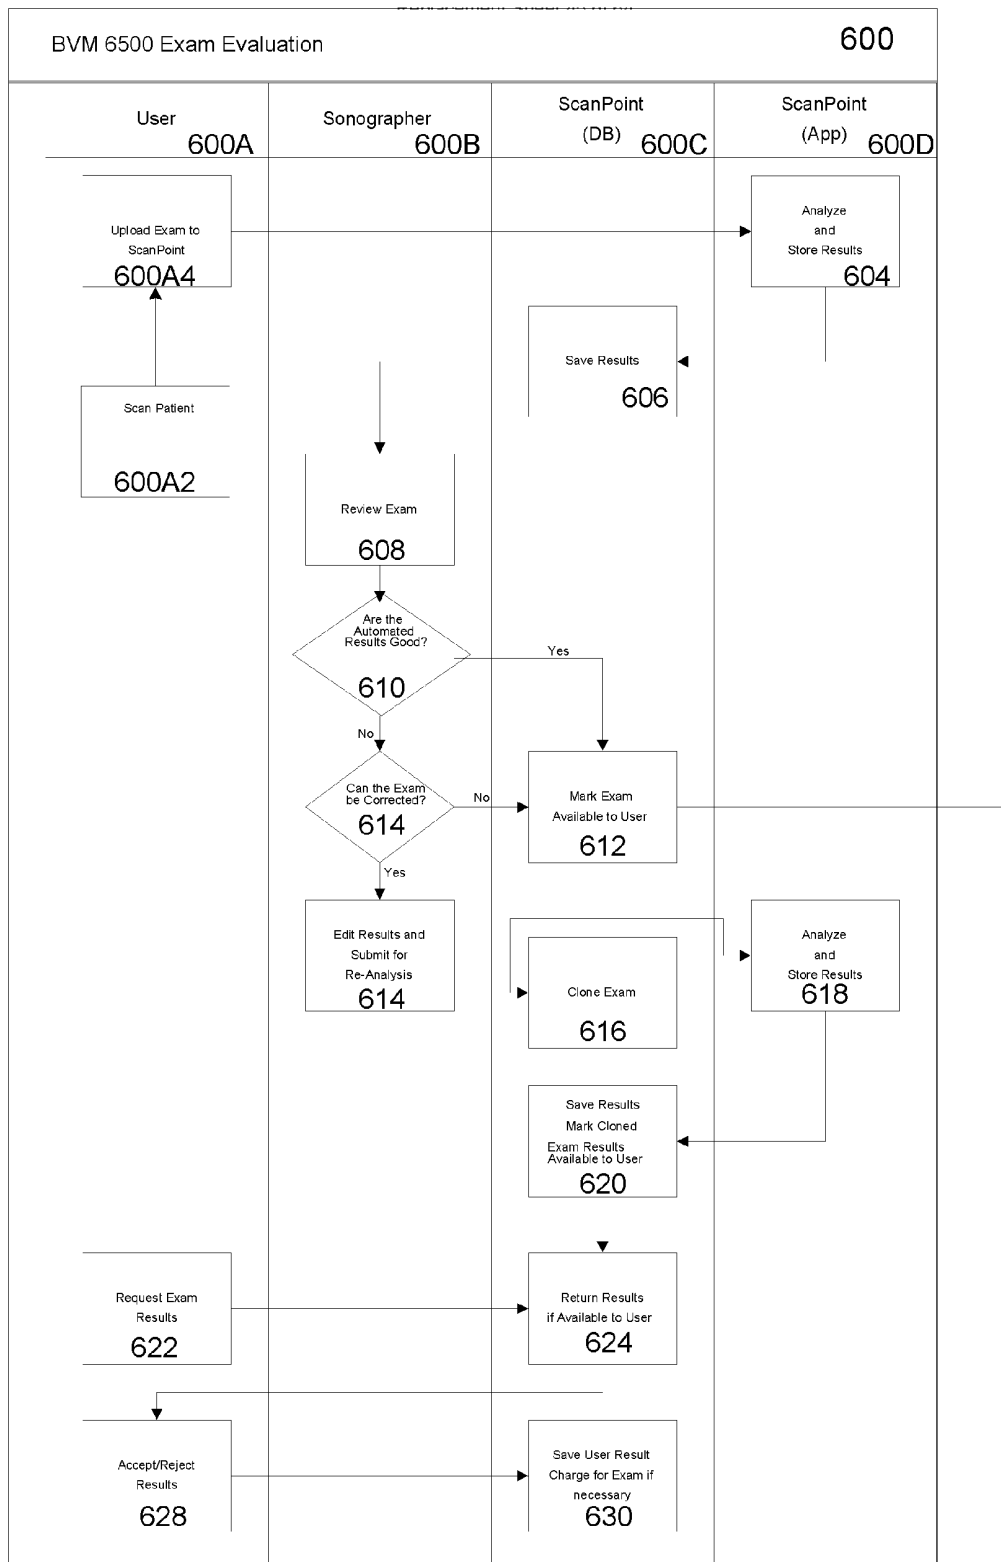 BVM 6500 Exam Evaluation
600
User
600A
Sonographer
600B
ScanPoint
(DB)
600C
ScanPoint
(App)
600D
Upload Exam to
ScanPoint
600A4
Analyze
and
Store Results
604
Save Results
606
Scan Patient
600A2
Review Exam
608
Are the
Automated
Results Good?
610
Yes
No
Can the Exam
be Corrected?
614
No
Yes
Mark Exam
Available to User
612
Edit Results and
Submit for
Re-Analysis
614
Clone Exam
616
Analyze
and
Store Results
618
Save Results
Mark Cloned
Exam Results
Available to User
620
Request Exam
Results
622
Return Results
if Available to User
624
Accept/Reject
Results
628
Save User Result
Charge for Exam if
necessary
630